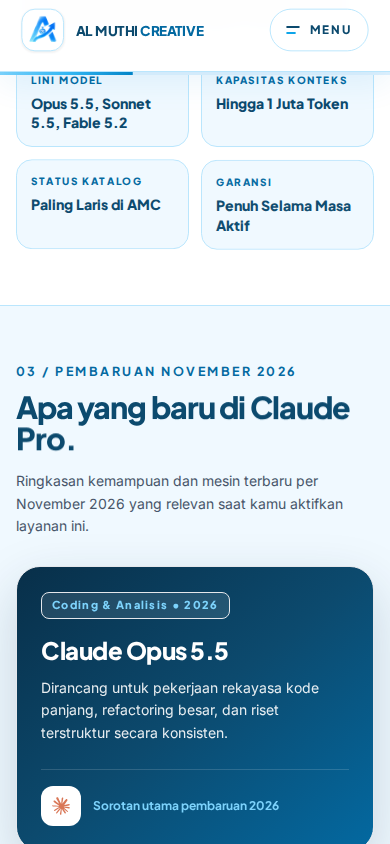 AL MUTHI CREATIVE
MENU
LINI MODEL
Opus 5.5, Sonnet
5.5, Fable 5.2
KAPASITAS KONTEKS
Hingga 1 Juta Token
STATUS KATALOG
Paling Laris di AMC
GARANSI
Penuh Selama Masa
Aktif
03 / PEMBARUAN NOVEMBER 2026
Apa yang baru di Claude
Pro.
Ringkasan kemampuan dan mesin terbaru per
November 2026 yang relevan saat kamu aktifkan
layanan ini.
Coding & Analisis • 2026
Claude Opus 5.5
Dirancang untuk pekerjaan rekayasa kode
panjang, refactoring besar, dan riset
terstruktur secara konsisten.
Sorotan utama pembaruan 2026